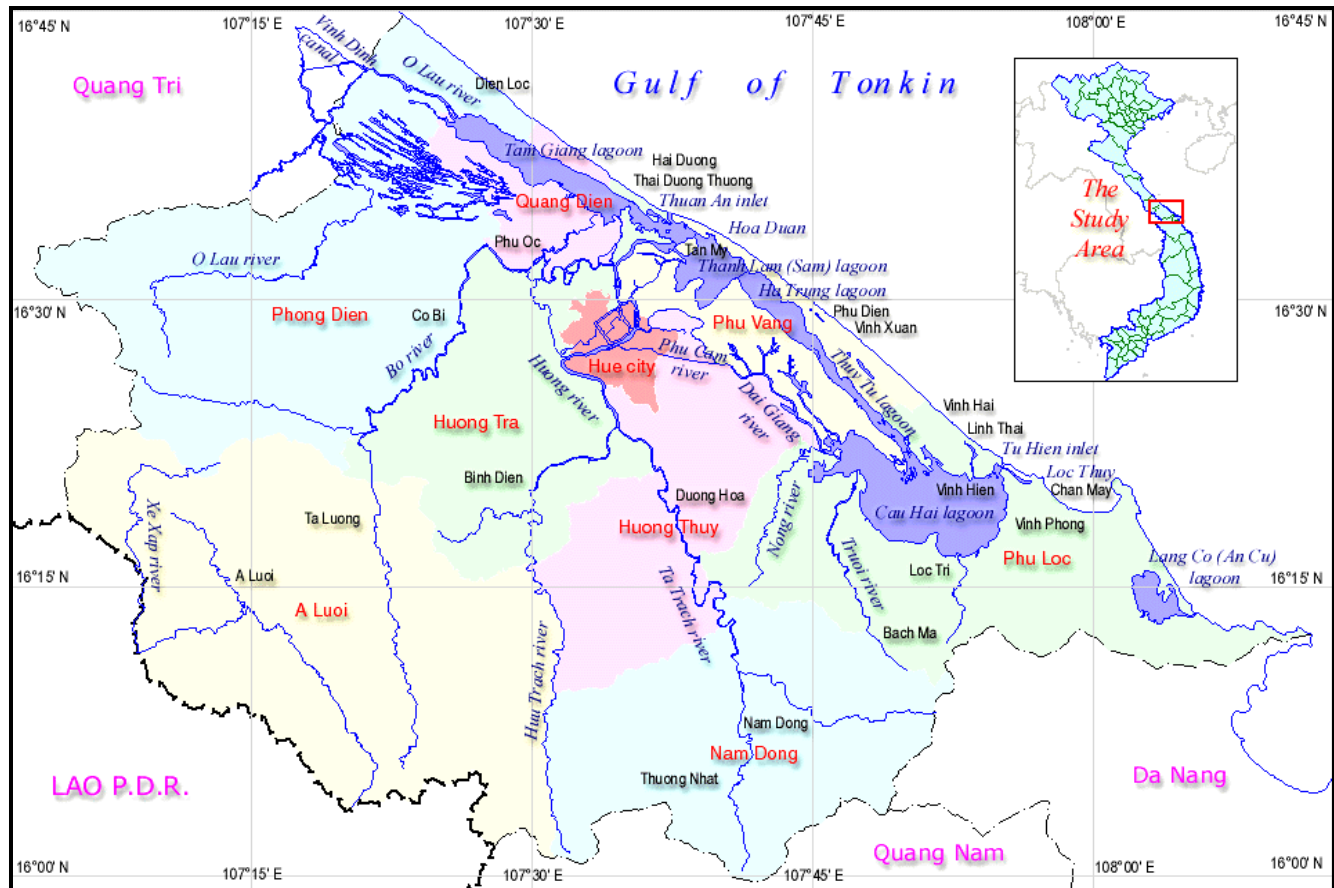 16°45' N
107°15' E
107°30' E
107°45' E
108°00' E
16°45' N
Quang Tri
Vinh Dinh
canal
O Lau river
Dien Loc
Gulf of Tonkin
Tam Giang lagoon
Hai Duong
Thai Duong Thuong
Thuan An inlet
Quang Dien
Hoa Duan
The
Study
Area
Phu Oc
Tan My
O Lau river
Thanh Lam (Sam) lagoon
Ha Trung lagoon
16°30' N
Phong Dien
Co Bi
Phu Vang
Phu Dien
Vinh Xuan
16°30' N
Bo river
Huong river
Hue city
Phu Cam
river
Thuy Tu lagoon
Dai Giang
river
Huong Tra
Vinh Hai
Linh Thai
Tu Hien inlet
Loc Thuy
Binh Dien
Duong Hoa
Vinh Hien
Chan May
Xe Xap river
Ta Luong
Huong Thuy
Nong river
Cau Hai lagoon
Vinh Phong
Truoi river
Phu Loc
Lang Co (An Cu)
lagoon
A Luoi
Loc Tri
16°15' N
16°15' N
A Luoi
Ta Trach river
Bach Ma
Huu Trach river
Nam Dong
Nam Dong
Thuong Nhat
LAO P.D.R.
Da Nang
Quang Nam
16°00' N
107°15' E
107°30' E
107°45' E
108°00' E
16°00' N